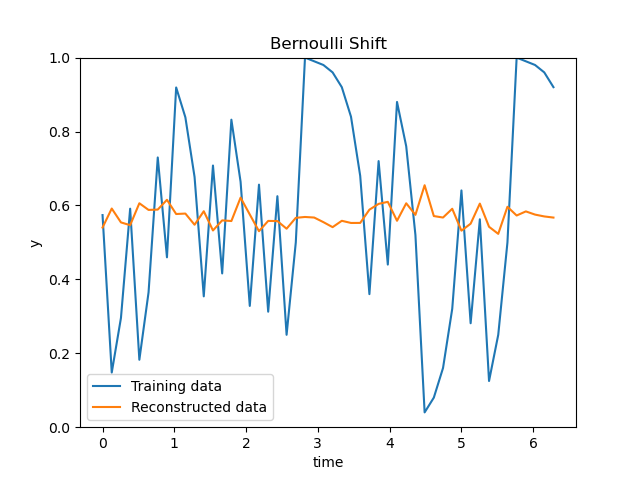 Bernoulli Shift
1.0
0.8
0.6
0.4
0.2
0.0
y
Training data
Reconstructed data
0 1 2 3 4 5 6
time